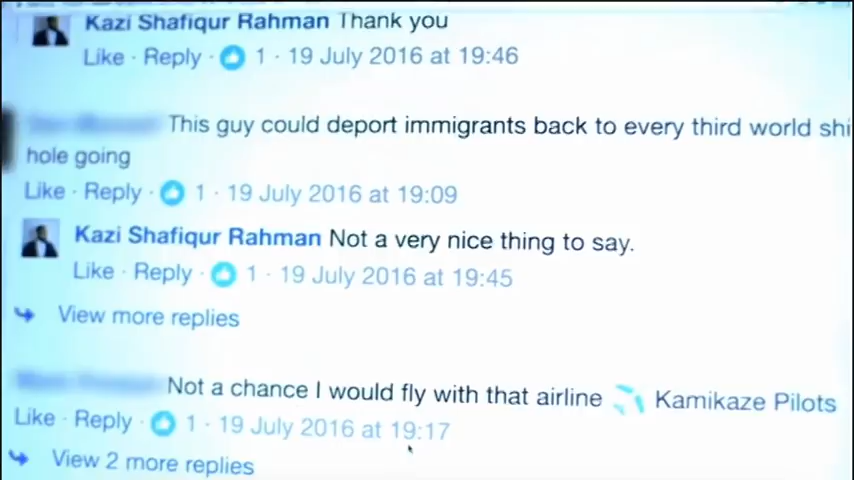 Kazi Shafiqur Rahman Thank you
Like · Reply · 1 · 19 July 2016 at 19:46
This guy could deport immigrants back to every third world shi
hole going
Like · Reply · 1 · 19 July 2016 at 19:09
Kazi Shafiqur Rahman Not a very nice thing to say.
Like · Reply · 1 · 19 July 2016 at 19:45
View more replies
Not a chance I would fly with that airline 💦 Kamikaze Pilots
Like · Reply · 1 · 19 July 2016 at 19:17
View 2 more replies